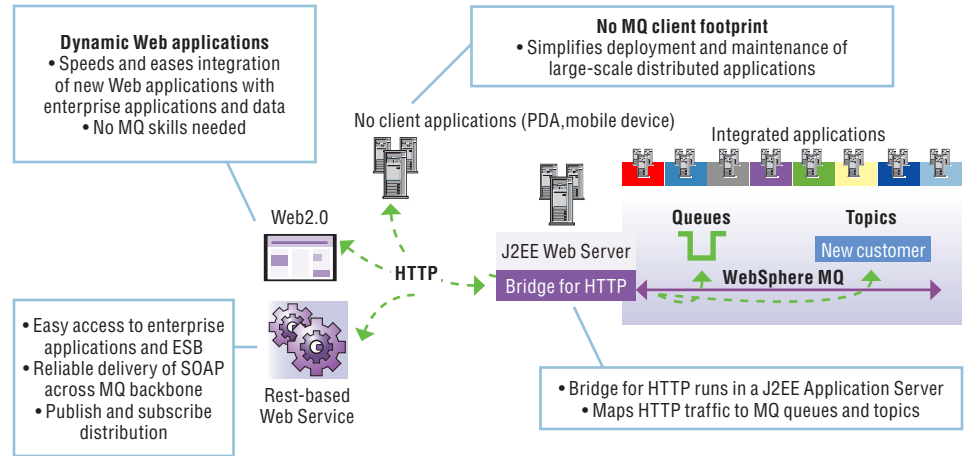 Dynamic Web applications
• Speeds and eases integration
of new Web applications with
enterprise applications and data
• No MQ skills needed
No MQ client footprint
• Simplifies deployment and maintenance of
large-scale distributed applications
No client applications (PDA,mobile device)
Integrated applications
Web2.0
HTTP
J2EE Web Server
Bridge for HTTP
Queues
Topics
New customer
WebSphere MQ
• Easy access to enterprise
applications and ESB
• Reliable delivery of SOAP
across MQ backbone
• Publish and subscribe
distribution
Rest-based
Web Service
• Bridge for HTTP runs in a J2EE Application Server
• Maps HTTP traffic to MQ queues and topics